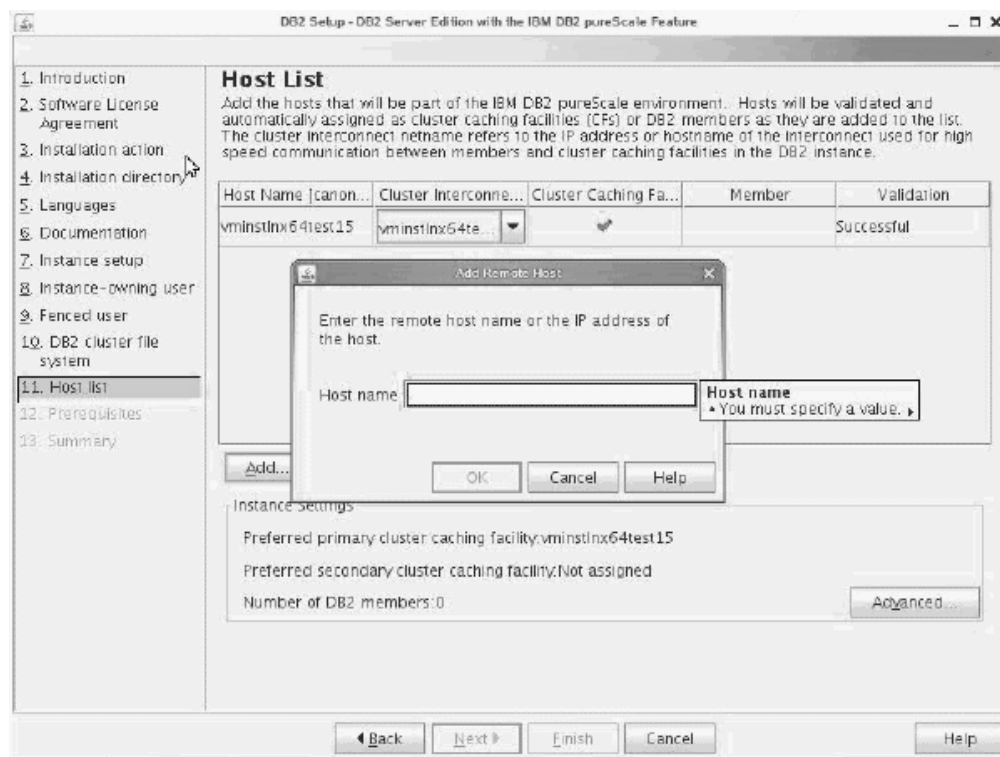 DB2 Setup - DB2 Server Edition with the IBM DB2 pureScale Feature
1. Introduction
2. Software License
Agreement
3. Installation action
4. Installation directory
5. Languages
6. Documentation
7. Instance setup
8. Instance-owning user
9. Fenced user
10. DB2 cluster file
system
11. Host list
12. Prerequisites
13. Summary
Host List
Add the hosts that will be part of the IBM DB2 pureScale environment. Hosts will be validated and
automatically assigned as cluster caching facilities (CFs) or DB2 members as they are added to the list.
The cluster interconnect netname refers to the IP address or hostname of the interconnect used for high
speed communication between members and cluster caching facilities in the DB2 instance.
Host Name (canon... Cluster Interconne... Cluster Caching Fa... Member Validation
vminstlnx64test15 vminstlnx64te... Successful
Add Remote Host
Enter the remote host name or the IP address of
the host.
Host name
Host name
• You must specify a value.
OK Cancel Help
Add...
Instance Settings
Preferred primary cluster caching facility:vminstlnx64test15
Preferred secondary cluster caching facility:Not assigned
Number of DB2 members:0
Advanced...
Back Next Finish Cancel Help